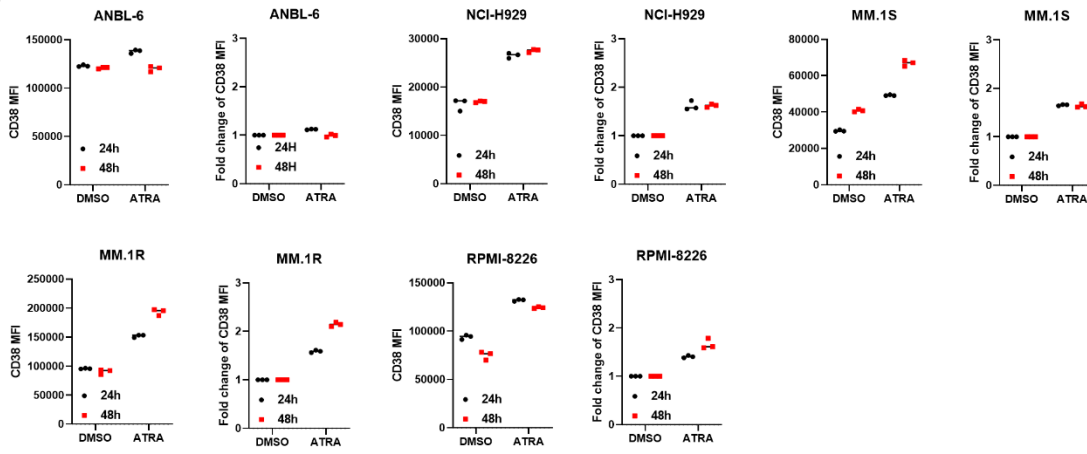 ANBL-6
CD38 MFI
150000
100000
50000
0
24h
48h
DMSO ATRA
ANBL-6
Fold change of CD38 MFI
3
2
1
0
24H
48H
DMSO ATRA
NCI-H929
CD38 MFI
30000
20000
10000
0
24h
48h
DMSO ATRA
NCI-H929
Fold change of CD38 MFI
3
2
1
0
24h
48h
DMSO ATRA
MM.1S
CD38 MFI
80000
60000
40000
20000
0
24h
48h
DMSO ATRA
MM.1S
Fold change of CD38 MFI
3
2
1
0
24h
48h
DMSO ATRA
MM.1R
CD38 MFI
250000
200000
150000
100000
50000
0
24h
48h
DMSO ATRA
MM.1R
Fold change of CD38 MFI
3
2
1
0
24h
48h
DMSO ATRA
RPMI-8226
CD38 MFI
150000
100000
50000
0
24h
48h
DMSO ATRA
RPMI-8226
Fold change of CD38 MFI
3
2
1
0
24h
48h
DMSO ATRA